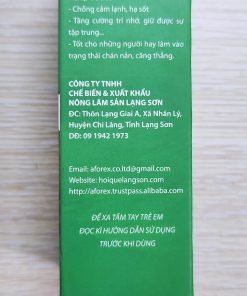 - Chống cảm lạnh, hạ sốt
- Tăng cường trí nhớ, giữ được sự
tập trung...
- Tốt cho những người hay làm vào
trạng thái chán nản, căng thẳng.
CÔNG TY TNHH
CHẾ BIẾN & XUẤT KHẨU
NÔNG LÂM SẢN LẠNG SƠN
ĐC: Thôn Lạng Giai A, Xã Nhân Lý,
Huyện Chi Lăng, Tỉnh Lạng Sơn
DĐ: 09 1942 1973
Email: aforex.co.ltd@gmail.com
Website: hoiquelangson.com
http://aforex.trustpass.alibaba.com
ĐỂ XA TẦM TAY TRẺ EM
ĐỌC KĨ HƯỚNG DẪN SỬ DỤNG
TRƯỚC KHI DÙNG